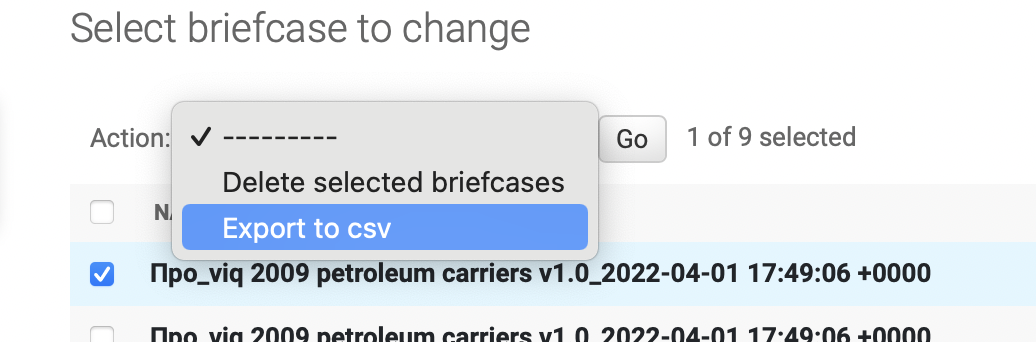 Select briefcase to change
Action:
---------
Go
1 of 9 selected
Delete selected briefcases
Export to csv
Про_viq 2009 petroleum carriers v1.0_2022-04-01 17:49:06 +0000
Про_viq 2009 petroleum carriers v1.0_2022-04-01 17:49:06 +0000